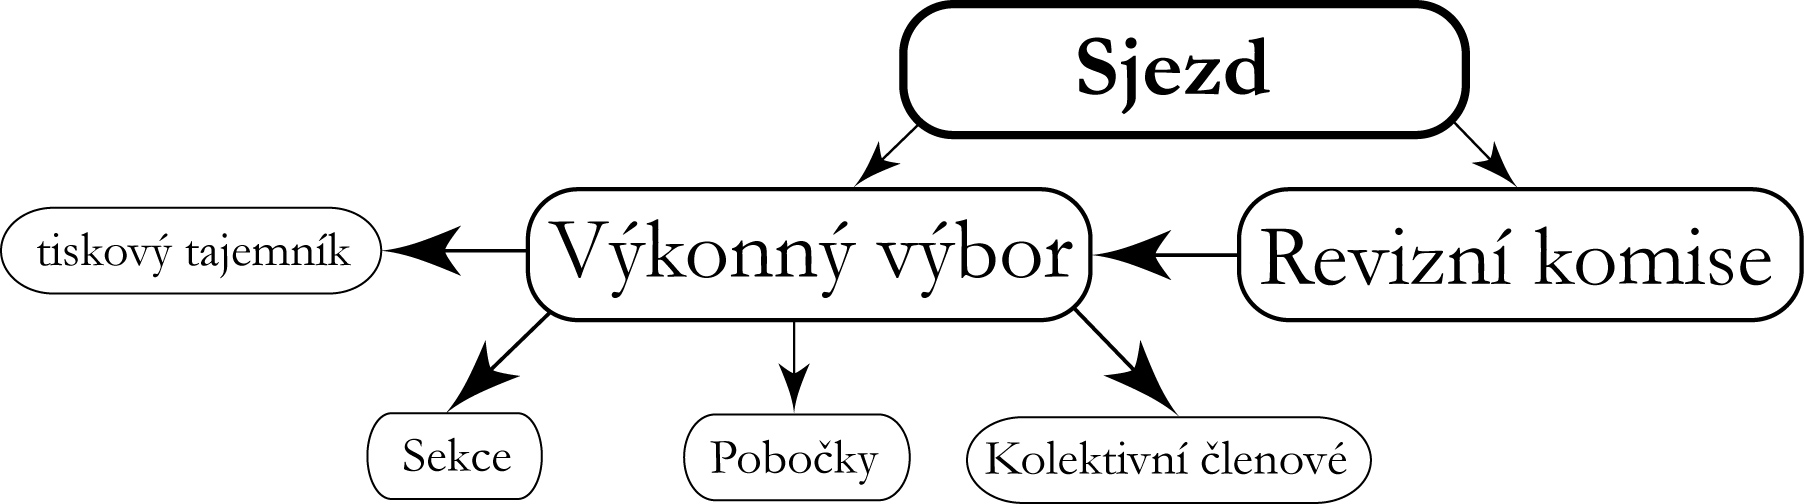 Sjezd
tiskový tajemník
Výkonný výbor
Revizní komise
Sekce
Pobočky
Kolektivní členové